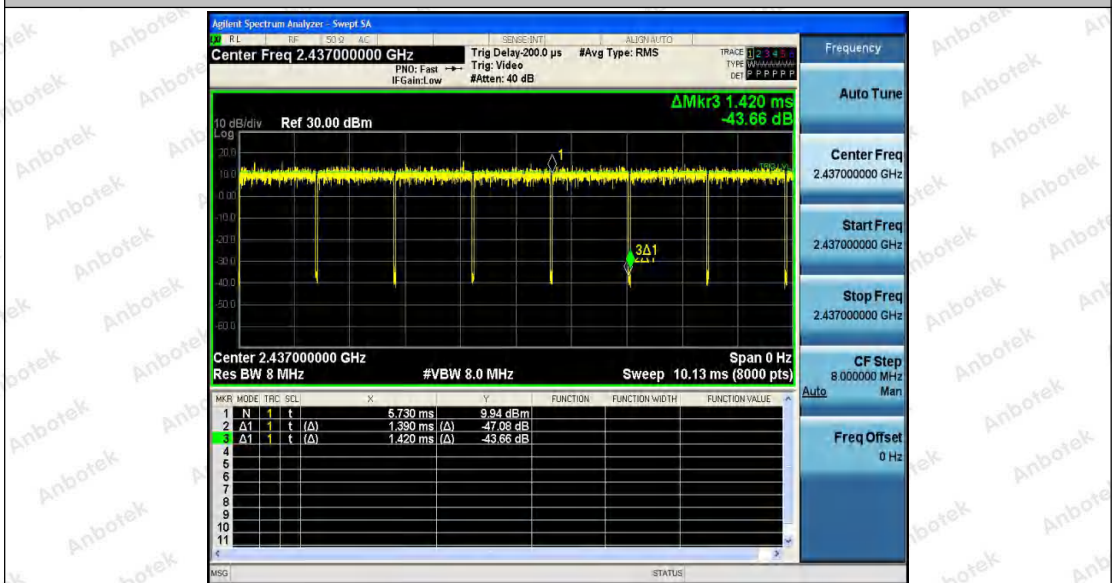 Agilent Spectrum Analyzer - Swept SA
RL RF 50 Ω AC SENSE:INT ALIGN AUTO
Center Freq 2.437000000 GHz
Trig Delay-200.0 µs #Avg Type: RMS
TRACE 1 2 3 4 5 6
PNO: Fast Trig: Video
TYPE
IFGain:Low #Atten: 40 dB
DET P P P P P P
Frequency
Auto Tune
ΔMkr3 1.420 ms
-43.66 dB
10 dB/div Ref 30.00 dBm
Log
20.0
10.0
0.00
-10.0
-20.0
-30.0
-40.0
-50.0
-60.0
1
TRIG LVL
3Δ1
Center 2.437000000 GHz Span 0 Hz
Res BW 8 MHz #VBW 8.0 MHz Sweep 10.13 ms (8000 pts)
Center Freq
2.437000000 GHz
Start Freq
2.437000000 GHz
Stop Freq
2.437000000 GHz
CF Step
8.000000 MHz
Auto Man
Freq Offset
0 Hz
MKR MODE TRC SCL X Y FUNCTION FUNCTION WIDTH FUNCTION VALUE
1 N 1 t 5.730 ms 9.94 dBm
2 Δ1 1 t (Δ) 1.390 ms (Δ) -47.08 dB
3 Δ1 1 t (Δ) 1.420 ms (Δ) -43.66 dB
4
5
6
7
8
9
10
11
MSG STATUS
Anbotek